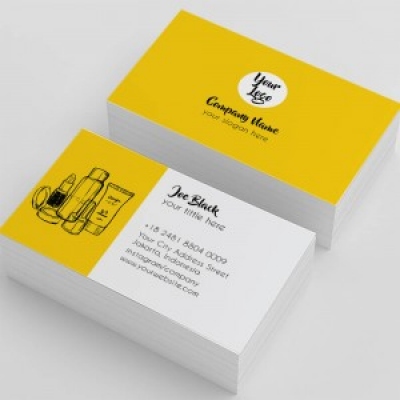 Your
Logo
Company Name
your slogan here
Joe Black
your tittle here
+18 2481 8804 0009
Your City Address Street
Jakarta, Indonesia
Instagram/company
www.yourwebsite.com